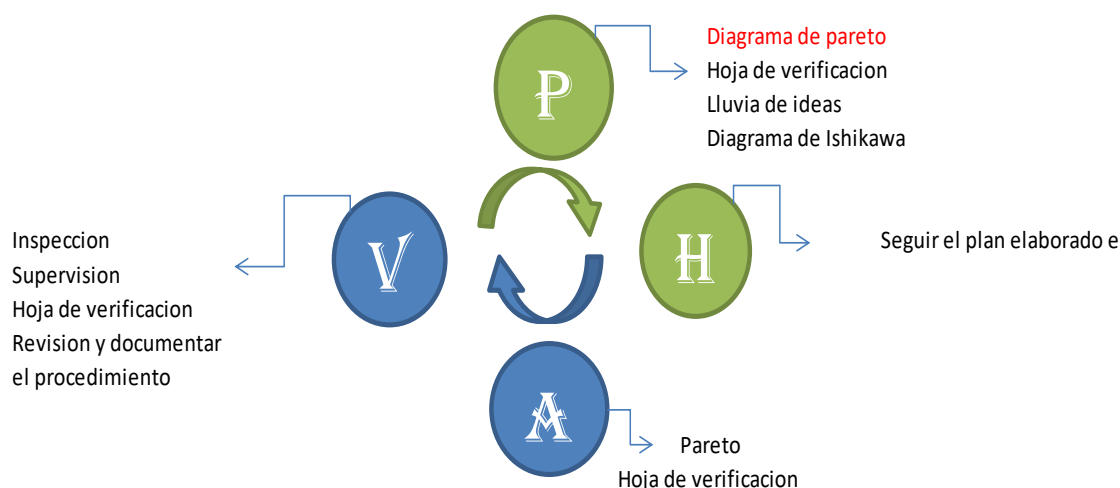 P
Diagrama de pareto
Hoja de verificacion
Lluvia de ideas
Diagrama de Ishikawa
H
Seguir el plan elaborado e
V
Inspeccion
Supervision
Hoja de verificacion
Revision y documentar
el procedimiento
A
Pareto
Hoja de verificacion